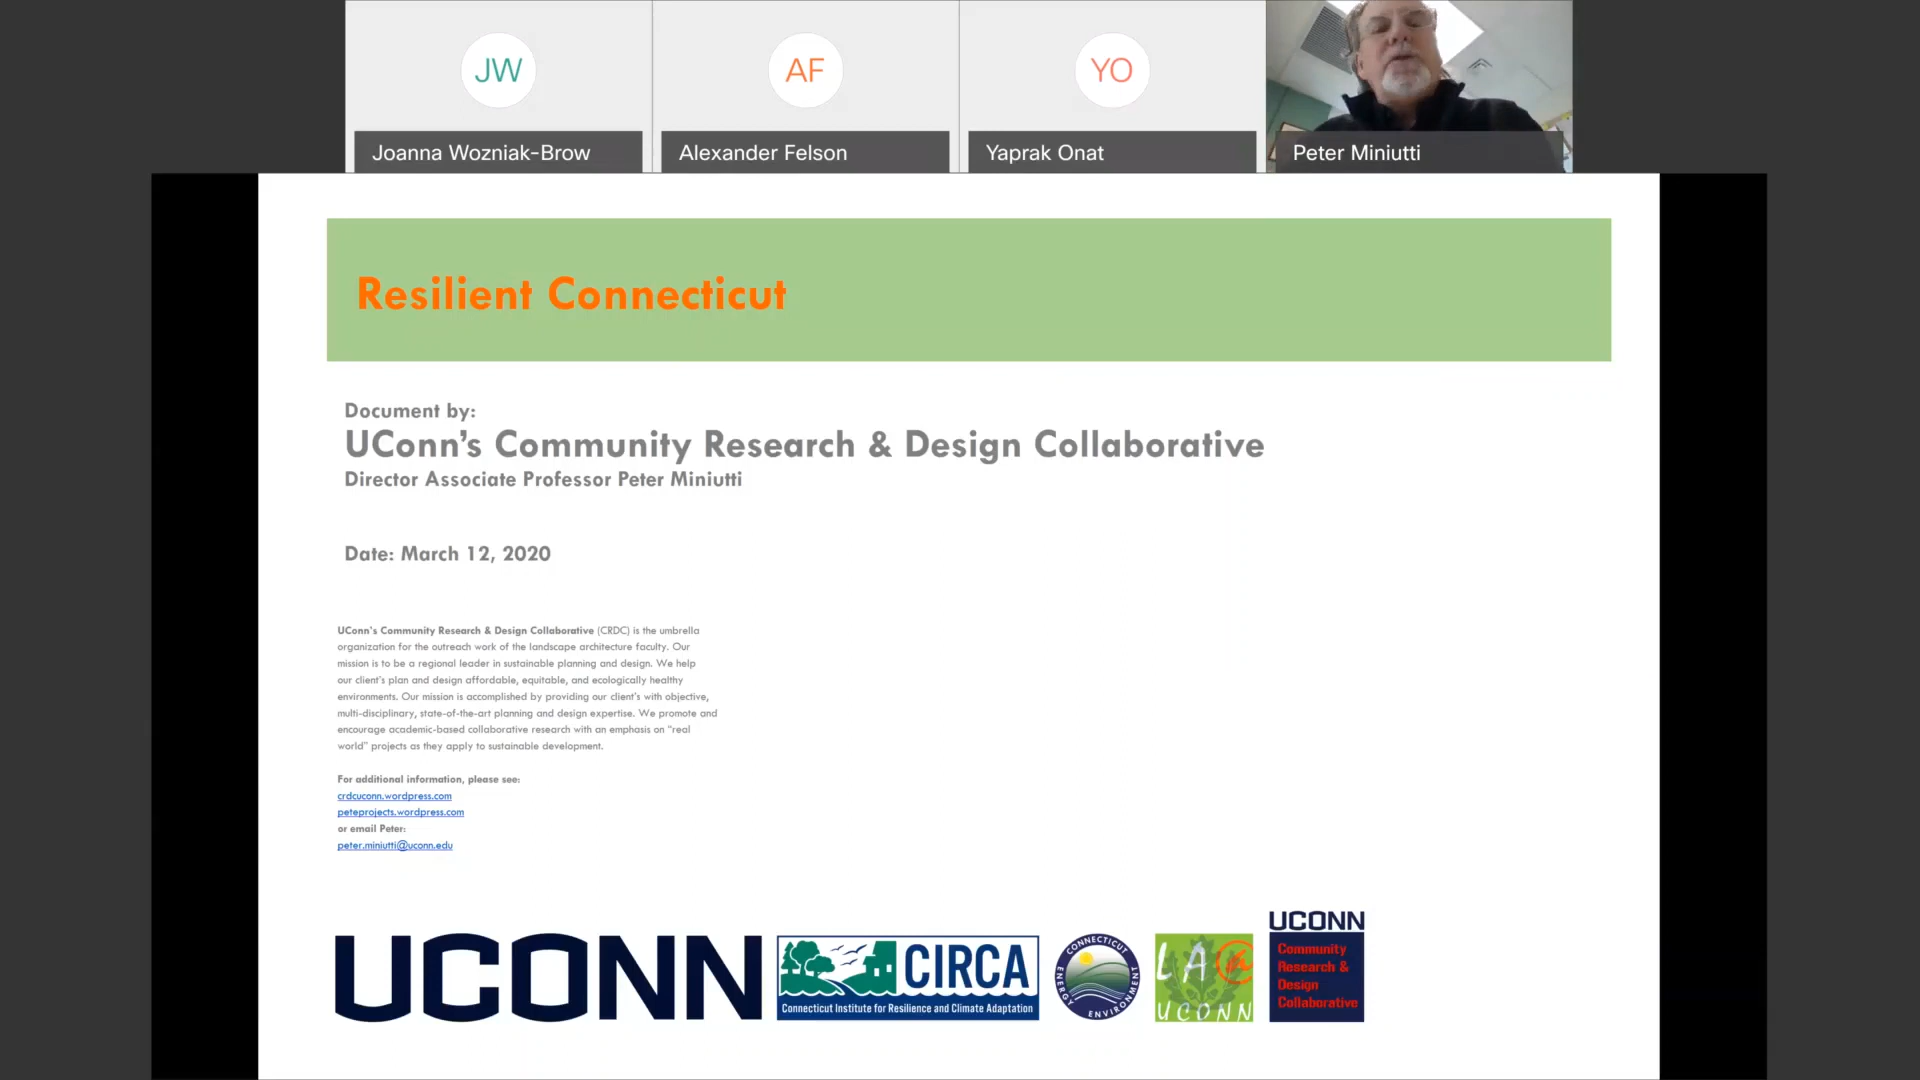 JW
AF
YO
Joanna Wozniak-Brow
Alexander Felson
Yaprak Onat
Peter Miniutti
Resilient Connecticut
Document by:
UConn's Community Research & Design Collaborative
Director Associate Professor Peter Miniutti
Date: March 12, 2020
UConn's Community Research & Design Collaborative (CRDC) is the umbrella
organization for the outreach work of the landscape architecture faculty. Our
mission is to be a regional leader in sustainable planning and design. We help
our client's plan and design affordable, equitable, and ecologically healthy
environments. Our mission is accomplished by providing our client's with objective,
multi-disciplinary, state-of-the-art planning and design expertise. We promote and
encourage academic-based collaborative research with an emphasis on "real
world" projects as they apply to sustainable development.
For additional information, please see:
crdcuconn.wordpress.com
peteprojects.wordpress.com
or email Peter:
peter.miniutti@uconn.edu
UCONN
CIRCA
Connecticut Institute for Resilience and Climate Adaptation
CONNECTICUT
ENERGY
ENVIRONMENT
LA
UCONN
UCONN
Community
Research &
Design
Collaborative